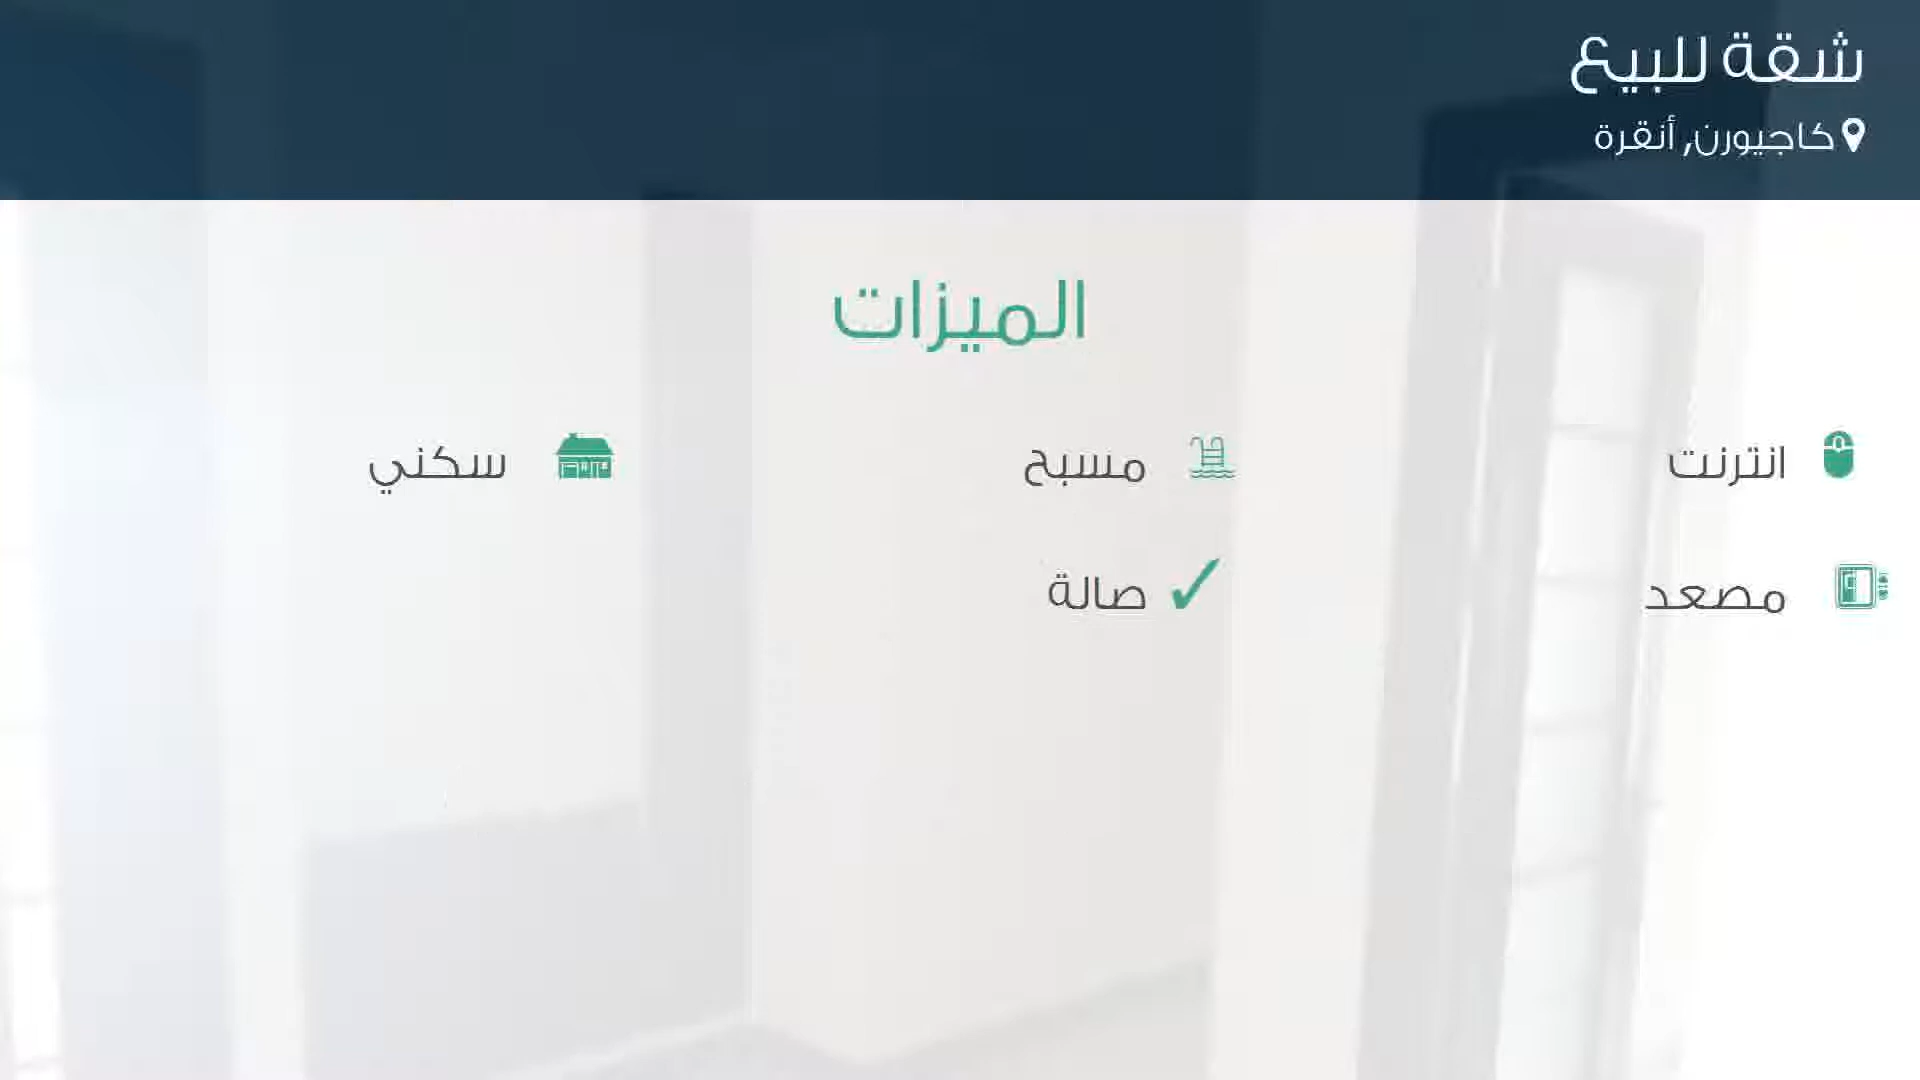 شقة للبيع
كاجيورن, أنقرة
الميزات
انترنت
مسبح
سكني
مصعد
صالة